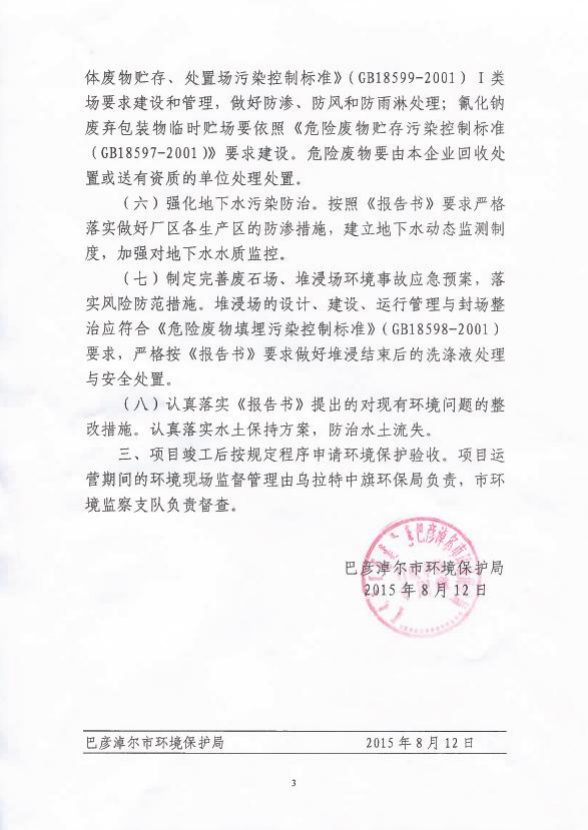 体废物贮存、处置场污染控制标准》（GB18599-2001）I类
场要求建设和管理，做好防渗、防风和防雨淋处理；氰化钠
废弃包装物临时贮场要依照《危险废物贮存污染控制标准
（GB18597-2001)》要求建设。危险废物要由本企业回收处
置或送有资质的单位处理处置。
（六）强化地下水污染防治。按照《报告书》要求严格
落实做好厂区各生产区的防渗措施，建立地下水动态监测制
度，加强对地下水水质监控。
（七）制定完善废石场、堆浸场环境事故应急预案，落
实风险防范措施。堆浸场的设计、建设、运行管理与封场整
治应符合《危险废物填埋污染控制标准》（GB18598-2001）
要求，严格按《报告书》要求做好堆浸结束后的洗涤液处理
与安全处置。
（八）认真落实《报告书》提出的对现有环境问题的整
改措施。认真落实水土保持方案，防治水土流失。
三、项目竣工后按规定程序申请环境保护验收。项目运
营期间的环境现场监督管理由乌拉特中旗环保局负责，市环
境监察支队负责督查。
巴彦淖尔市环境保护局
2015年8月12日
巴彦淖尔市环境保护局 2015年8月12日
3